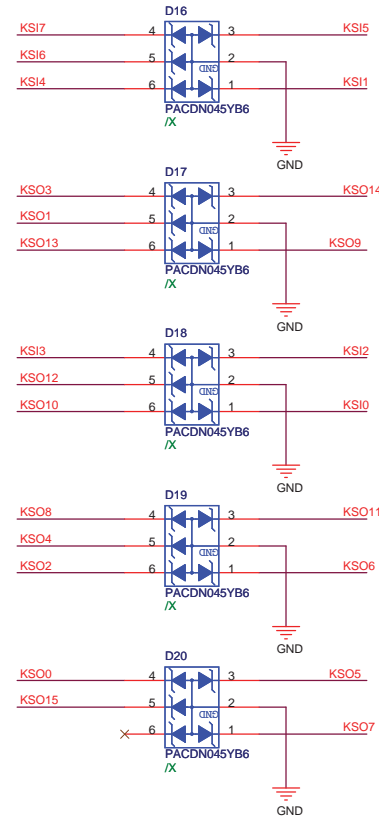 D16
KSI7 4 3 KSI5
KSI6 5 2
GND
KSI4 6 1 KSI1
PACDN045YB6
/X
GND
D17
KSO3 4 3 KSO14
KSO1 5 2
GND
KSO13 6 1 KSO9
PACDN045YB6
/X
GND
D18
KSI3 4 3 KSI2
KSO12 5 2
GND
KSO10 6 1 KSI0
PACDN045YB6
/X
GND
D19
KSO8 4 3 KSO11
KSO4 5 2
GND
KSO2 6 1 KSO6
PACDN045YB6
/X
GND
D20
KSO0 4 3 KSO5
KSO15 5 2
GND
6 1 KSO7
PACDN045YB6
/X
GND